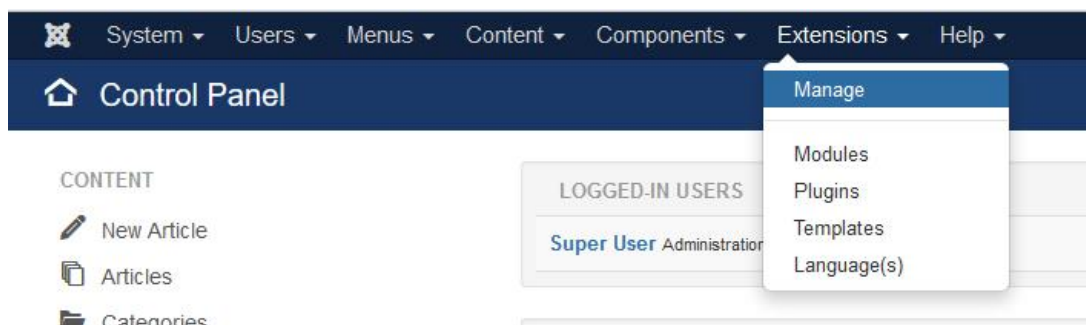 System Users Menus Content Components Extensions Help
Control Panel
Manage
Modules
Plugins
Templates
Language(s)
CONTENT
New Article
Articles
Categories
LOGGED-IN USERS
Super User Administration